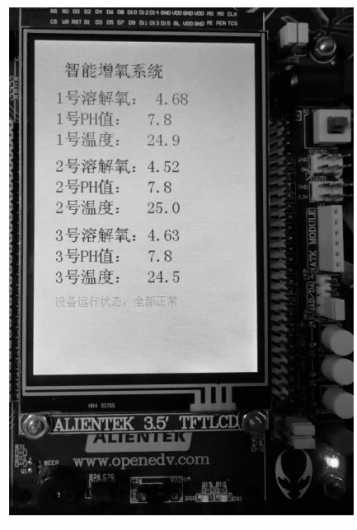 智能增氧系统
1号溶解氧: 4.68
1号PH值: 7.8
1号温度: 24.9
2号溶解氧: 4.52
2号PH值: 7.8
2号温度: 25.0
3号溶解氧: 4.63
3号PH值: 7.8
3号温度: 24.5
设备运行状态: 全部正常
ALIENTEK 3.5' TFTLCD
ALIENTEK
www.openedv.com